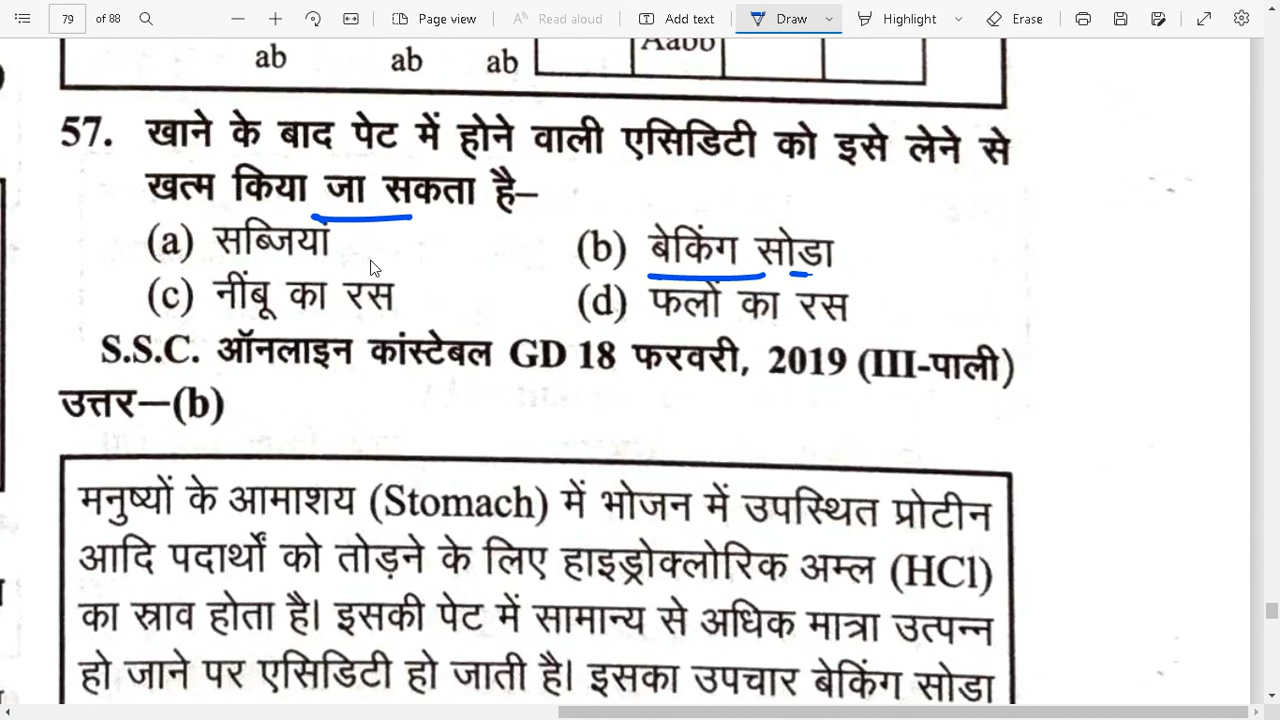 79 of 88 Page view Read aloud Add text Draw Highlight Erase
ab ab ab Aabb
57. खाने के बाद पेट में होने वाली एसिडिटी को इसे लेने से
खत्म किया जा सकता है–
(a) सब्जियां (b) बेकिंग सोडा
(c) नींबू का रस (d) फलों का रस
S.S.C. ऑनलाइन कांस्टेबल GD 18 फरवरी, 2019 (III-पाली)
उत्तर—(b)
मनुष्यों के आमाशय (Stomach) में भोजन में उपस्थित प्रोटीन
आदि पदार्थों को तोड़ने के लिए हाइड्रोक्लोरिक अम्ल (HCl)
का स्राव होता है। इसकी पेट में सामान्य से अधिक मात्रा उत्पन्न
हो जाने पर एसिडिटी हो जाती है। इसका उपचार बेकिंग सोडा